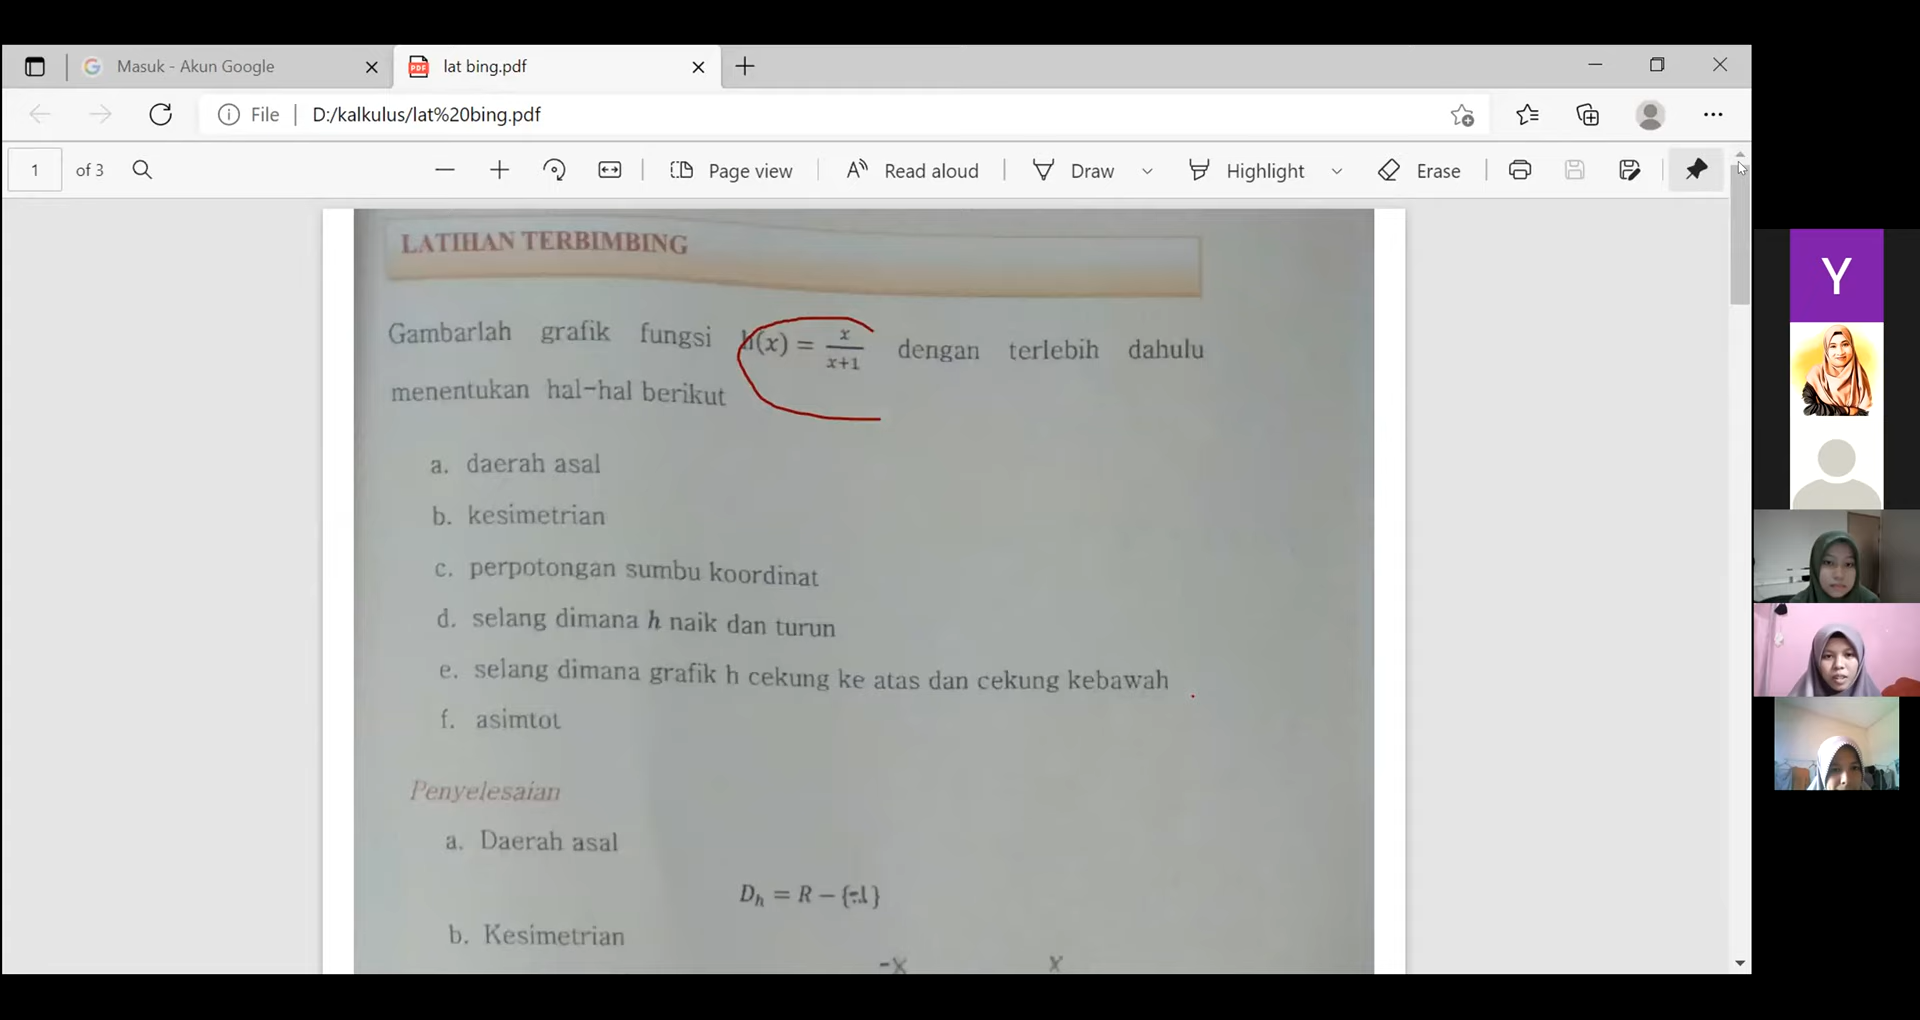 Masuk - Akun Google
lat bing.pdf
File
D:/kalkulus/lat%20bing.pdf
1 of 3
Page view
Read aloud
Draw
Highlight
Erase
LATIHAN TERBIMBING
Gambarlah grafik fungsi h(x) = x/(x+1) dengan terlebih dahulu
menentukan hal-hal berikut
a. daerah asal
b. kesimetrian
c. perpotongan sumbu koordinat
d. selang dimana h naik dan turun
e. selang dimana grafik h cekung ke atas dan cekung kebawah
f. asimtot
Penyelesaian
a. Daerah asal
Dₕ = R − {-1}
b. Kesimetrian
-x x
Y